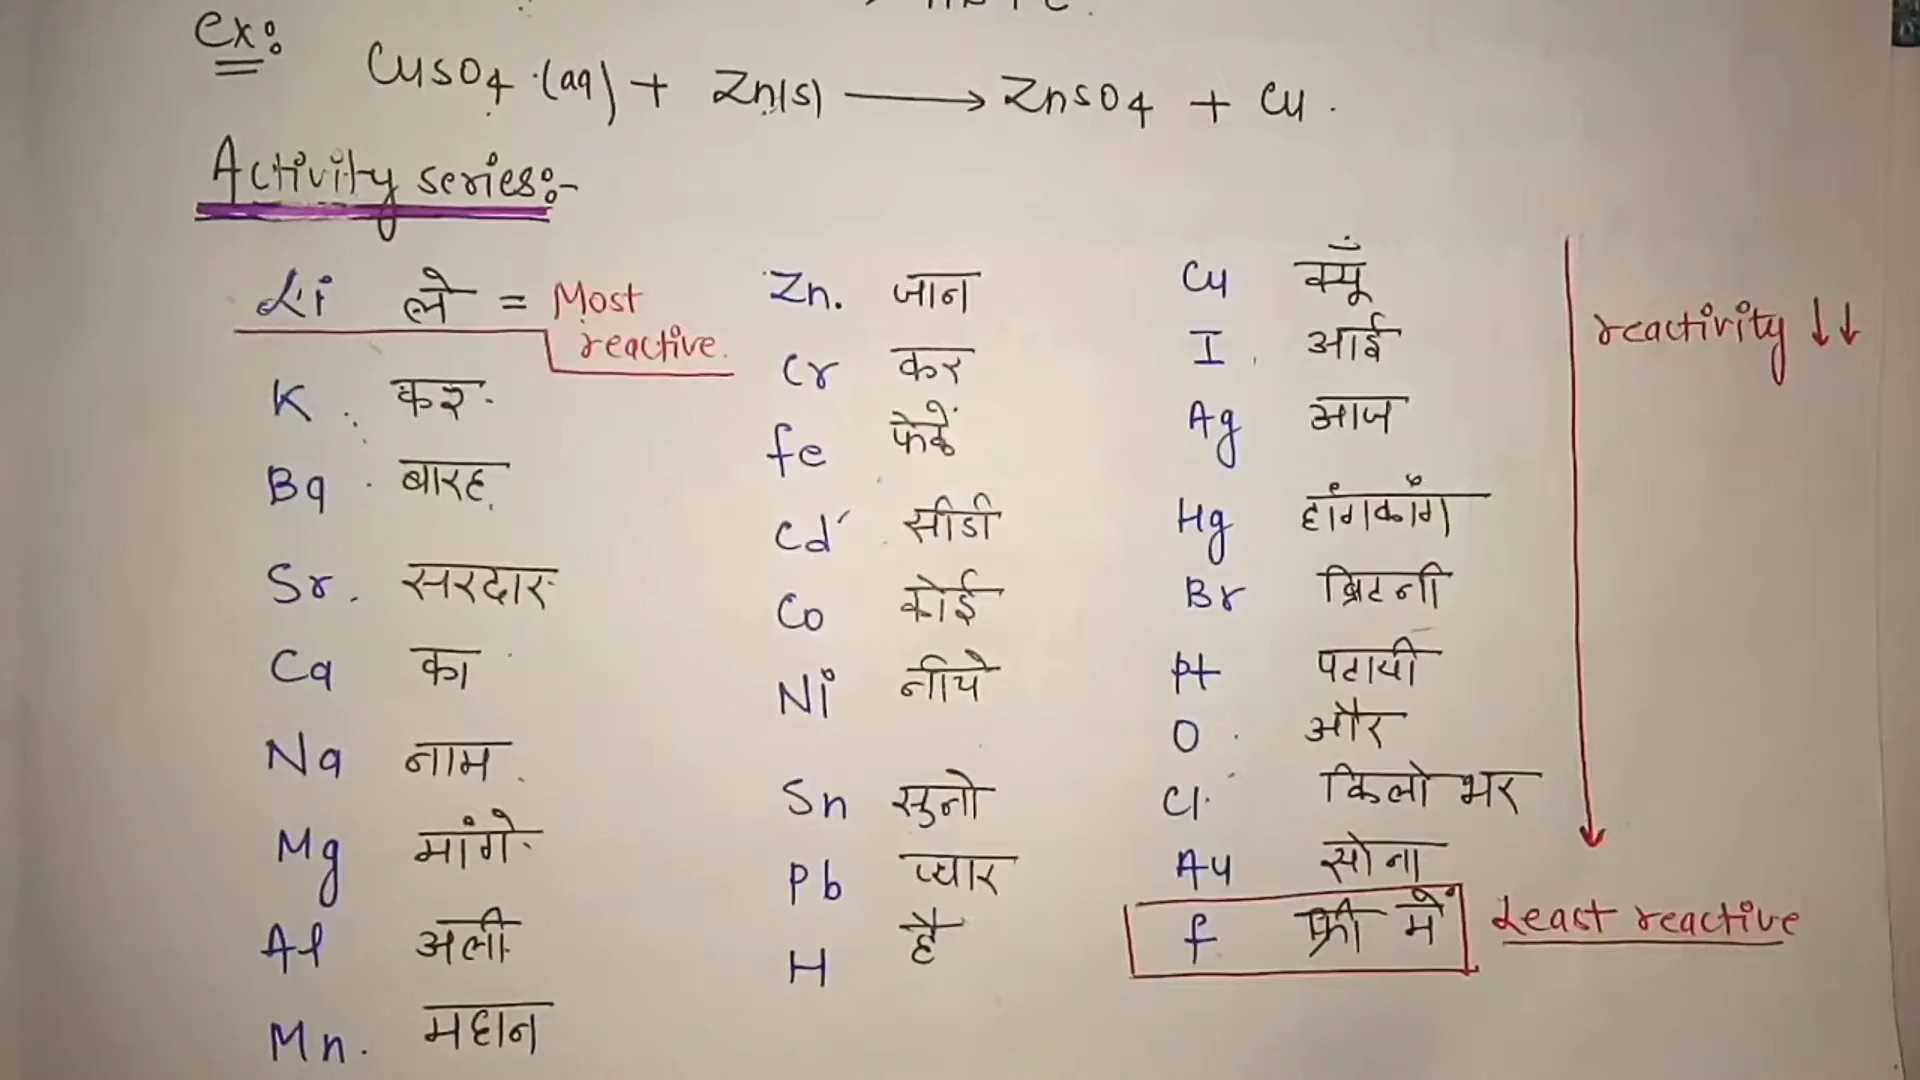 ex:
CuSO4 (aq) + Zn(s) ⟶ ZnSO4 + Cu.
Activity series:-
Li ले = Most reactive.
K. कर
Ba. बारह
Sr. सरदार
Ca का
Na नाम
Mg मांगे
Al अली
Mn. महान
Zn. जान
Cr कर
fe फेकें
Cd सीडी
Co कोई
Ni नीचे
Sn सुनो
Pb प्यार
H है
Cu क्यूं
I आई
Ag आज
Hg हांगकांग
Br ब्रिटनी
Pt पटायी
O और
Cl किलो भर
Au सोना
f फ्री में Least reactive
reactivity ↓↓